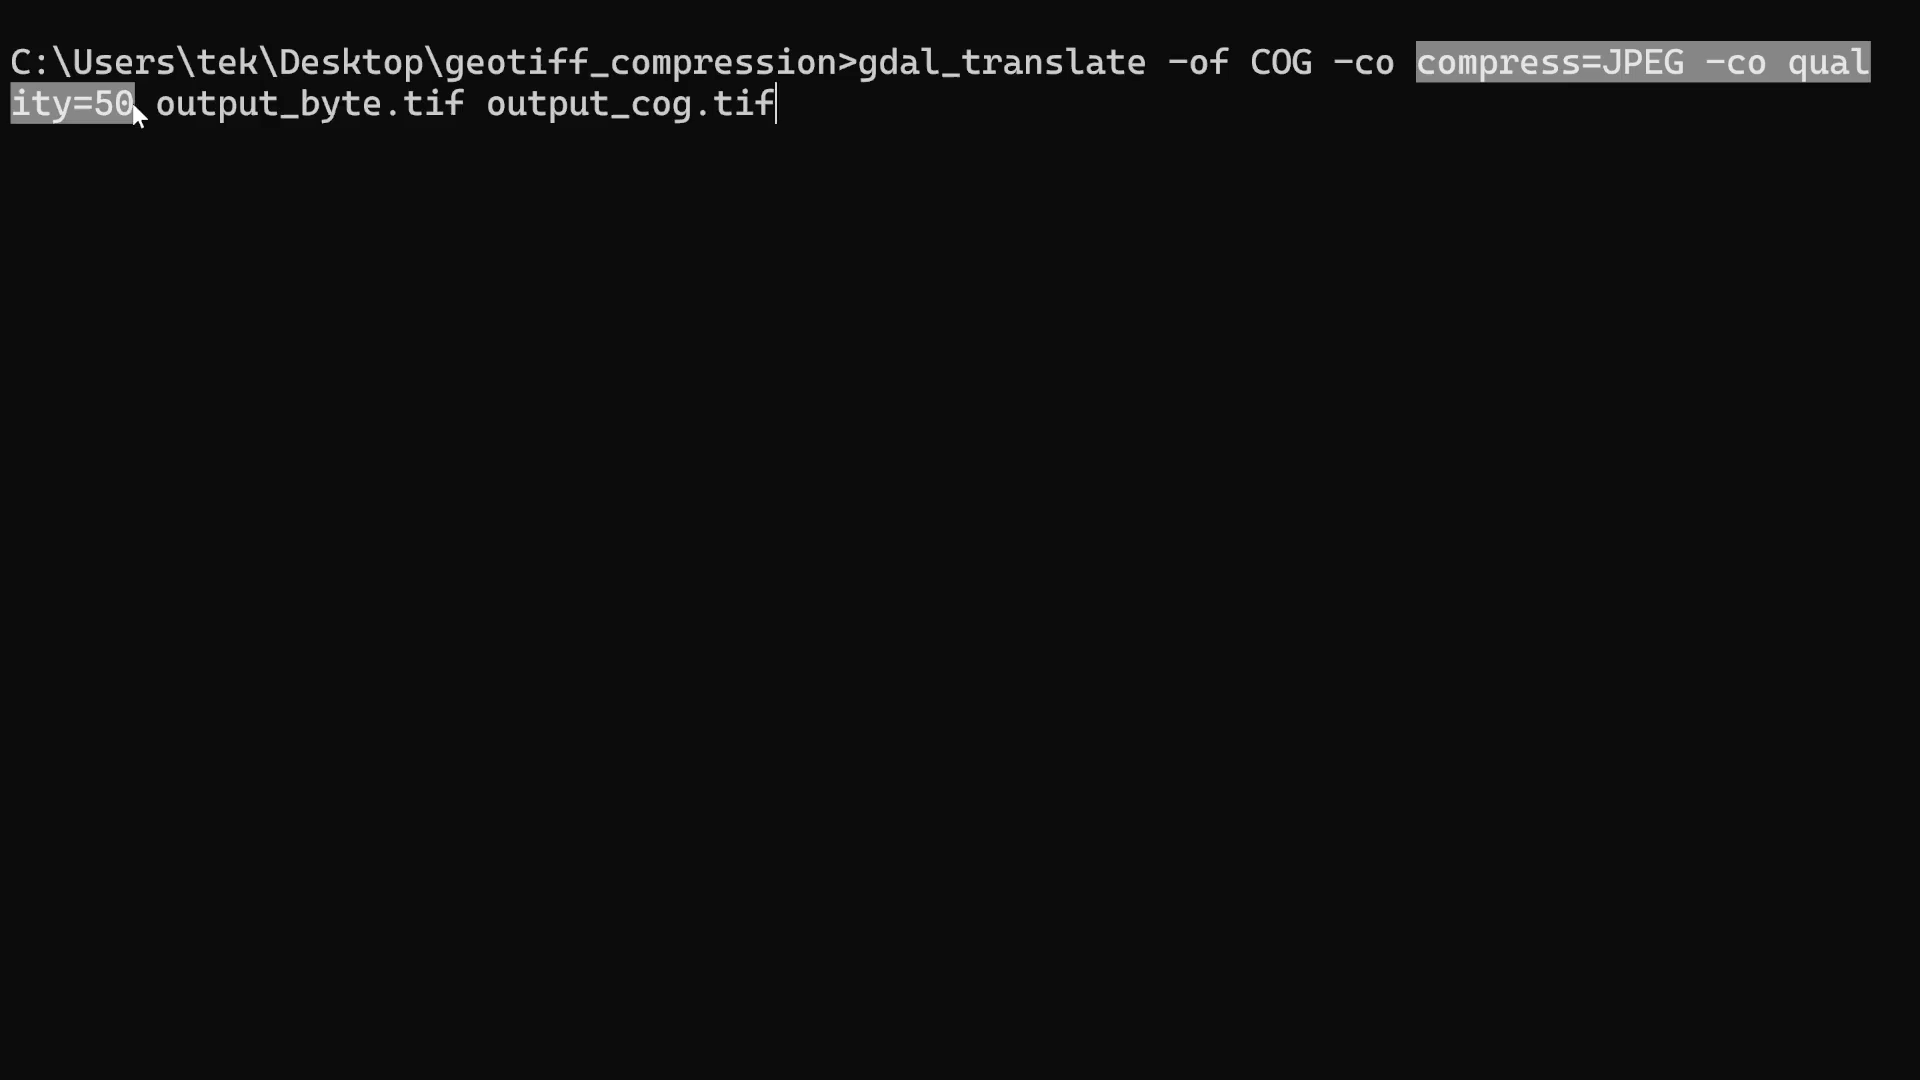 C:\Users\tek\Desktop\geotiff_compression>gdal_translate -of COG -co compress=JPEG -co qual
ity=50 output_byte.tif output_cog.tif